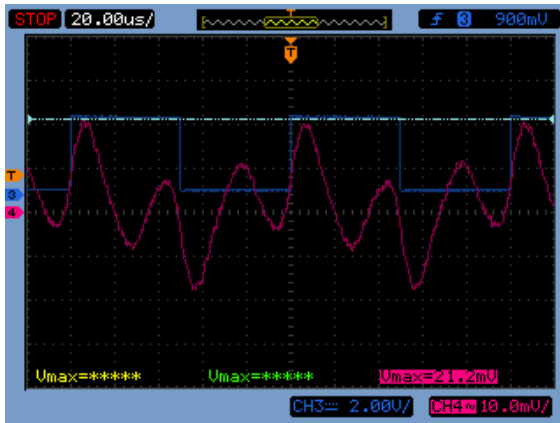 STOP 20.00us/ T f 3 900mV
T
T
3
4
Vmax=***** Vmax=***** Vmax=21.2mV
CH3 2.00V/ CH4~ 10.0mV/